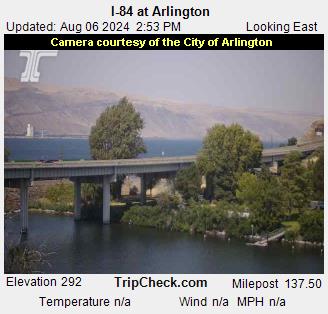 I-84 at Arlington
Updated: Aug 06 2024 2:53 PM Looking East
Camera courtesy of the City of Arlington
Elevation 292 TripCheck.com Milepost 137.50
Temperature n/a Wind n/a MPH n/a